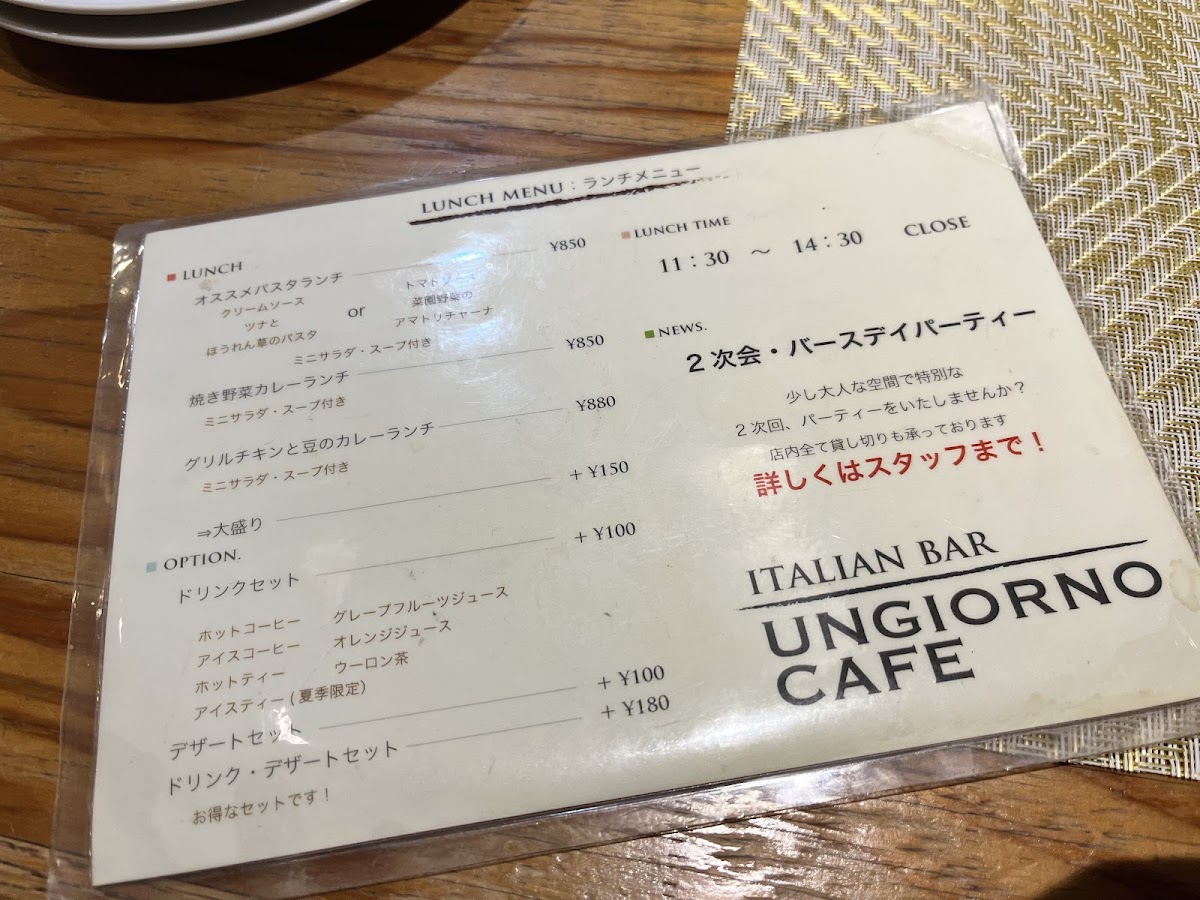 LUNCH MENU：ランチメニュー
■ LUNCH
オススメパスタランチ ¥850
クリームソース
ツナと
ほうれん草のパスタ
or
トマトソース
菜園野菜の
アマトリチャーナ
ミニサラダ・スープ付き
焼き野菜カレーランチ ¥850
ミニサラダ・スープ付き
グリルチキンと豆のカレーランチ ¥880
ミニサラダ・スープ付き
⇒大盛り + ¥150
■ OPTION.
ドリンクセット + ¥100
ホットコーヒー グレープフルーツジュース
アイスコーヒー オレンジジュース
ホットティー ウーロン茶
アイスティー ( 夏季限定)
デザートセット + ¥100
ドリンク・デザートセット + ¥180
お得なセットです！
■ LUNCH TIME
11：30 ～ 14：30 CLOSE
■ NEWS.
２次会・バースデイパーティー
少し大人な空間で特別な
２次回、パーティーをいたしませんか？
店内全て貸し切りも承っております
詳しくはスタッフまで！
ITALIAN BAR
UNGIORNO
CAFE